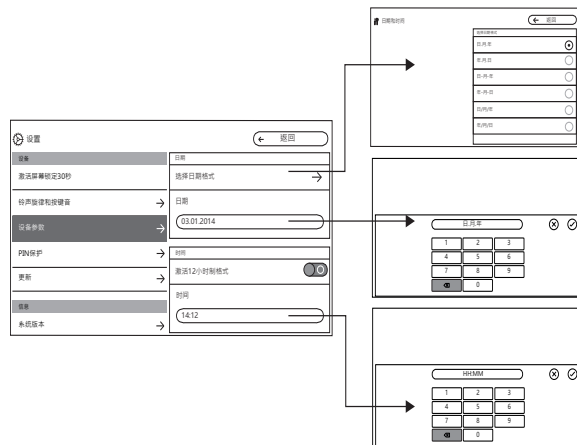 设置
返回
设备
激活屏幕锁定30秒
铃声旋律和按键音
设备参数
PIN保护
更新
信息
系统版本
日期
选择日期格式
日期
03.01.2014
时间
激活12小时制格式
时间
14:12
日期和时间
返回
选择日期格式
日.月.年
年.月.日
日-月-年
年-月-日
日/月/年
年/月/日
日.月.年
1 2 3
4 5 6
7 8 9
0
HH:MM
1 2 3
4 5 6
7 8 9
0